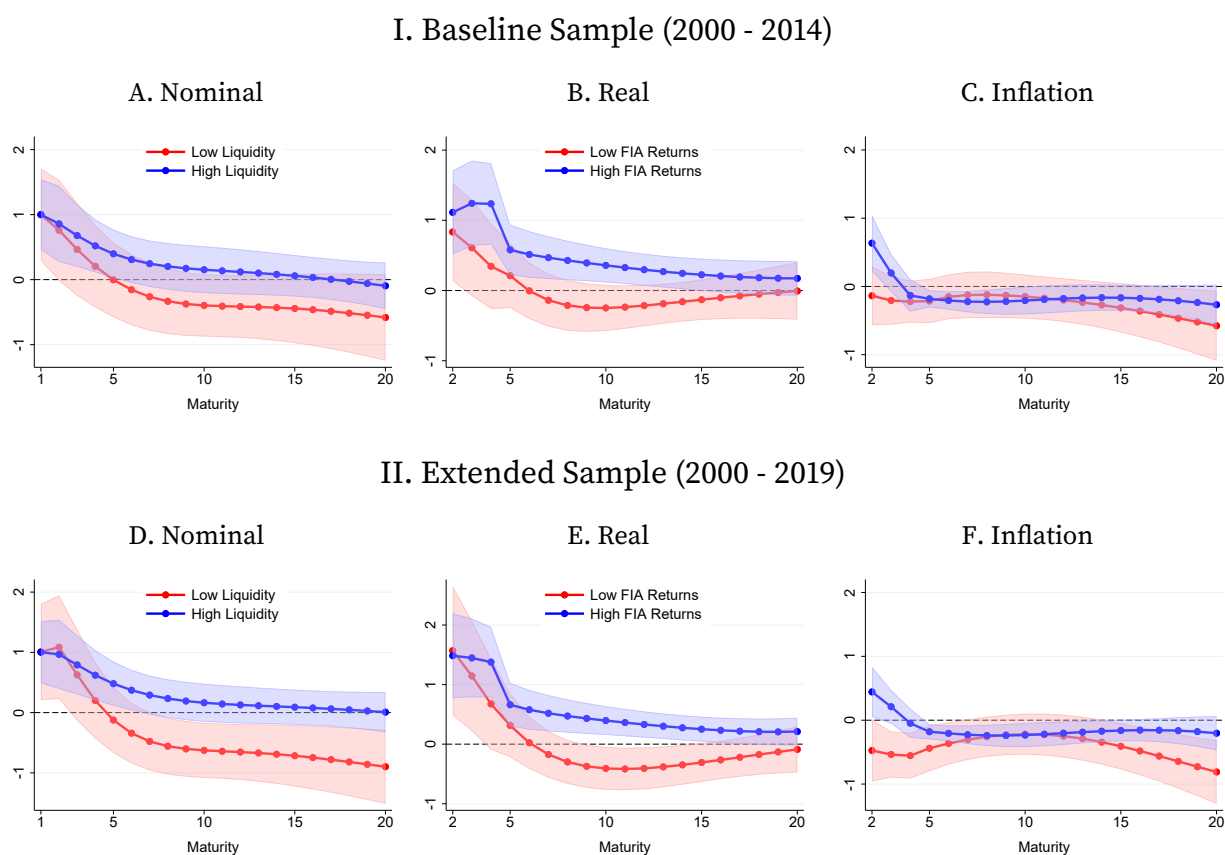 I. Baseline Sample (2000 - 2014)
A. Nominal
B. Real
C. Inflation
2
1
0
-1
Low Liquidity
High Liquidity
1
5
10
15
20
Maturity
2
1
0
-1
Low FIA Returns
High FIA Returns
2
5
10
15
20
Maturity
2
1
0
-1
2
5
10
15
20
Maturity
II. Extended Sample (2000 - 2019)
D. Nominal
E. Real
F. Inflation
2
1
0
-1
Low Liquidity
High Liquidity
1
5
10
15
20
Maturity
2
1
0
-1
Low FIA Returns
High FIA Returns
2
5
10
15
20
Maturity
2
1
0
-1
2
5
10
15
20
Maturity